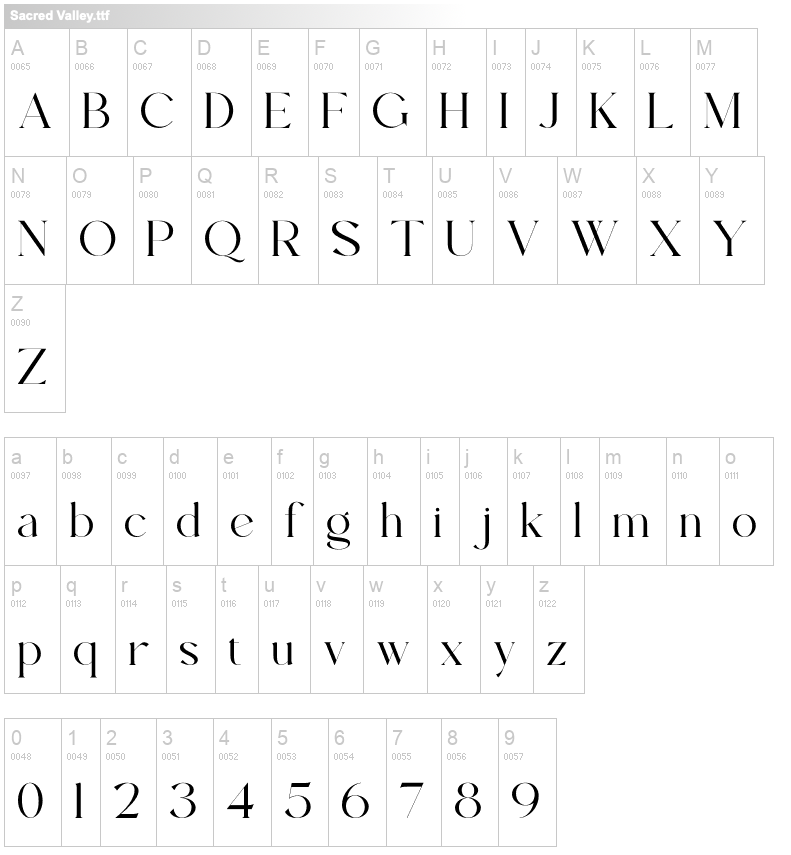 Sacred Valley.ttf
A B C D E F G H I J K L M
0065 0066 0067 0068 0069 0070 0071 0072 0073 0074 0075 0076 0077
A B C D E F G H I J K L M
N O P Q R S T U V W X Y
0078 0079 0080 0081 0082 0083 0084 0085 0086 0087 0088 0089
N O P Q R S T U V W X Y
Z
0090
Z
a b c d e f g h i j k l m n o
0097 0098 0099 0100 0101 0102 0103 0104 0105 0106 0107 0108 0109 0110 0111
a b c d e f g h i j k l m n o
p q r s t u v w x y z
0112 0113 0114 0115 0116 0117 0118 0119 0120 0121 0122
p q r s t u v w x y z
0 1 2 3 4 5 6 7 8 9
0048 0049 0050 0051 0052 0053 0054 0055 0056 0057
0 1 2 3 4 5 6 7 8 9